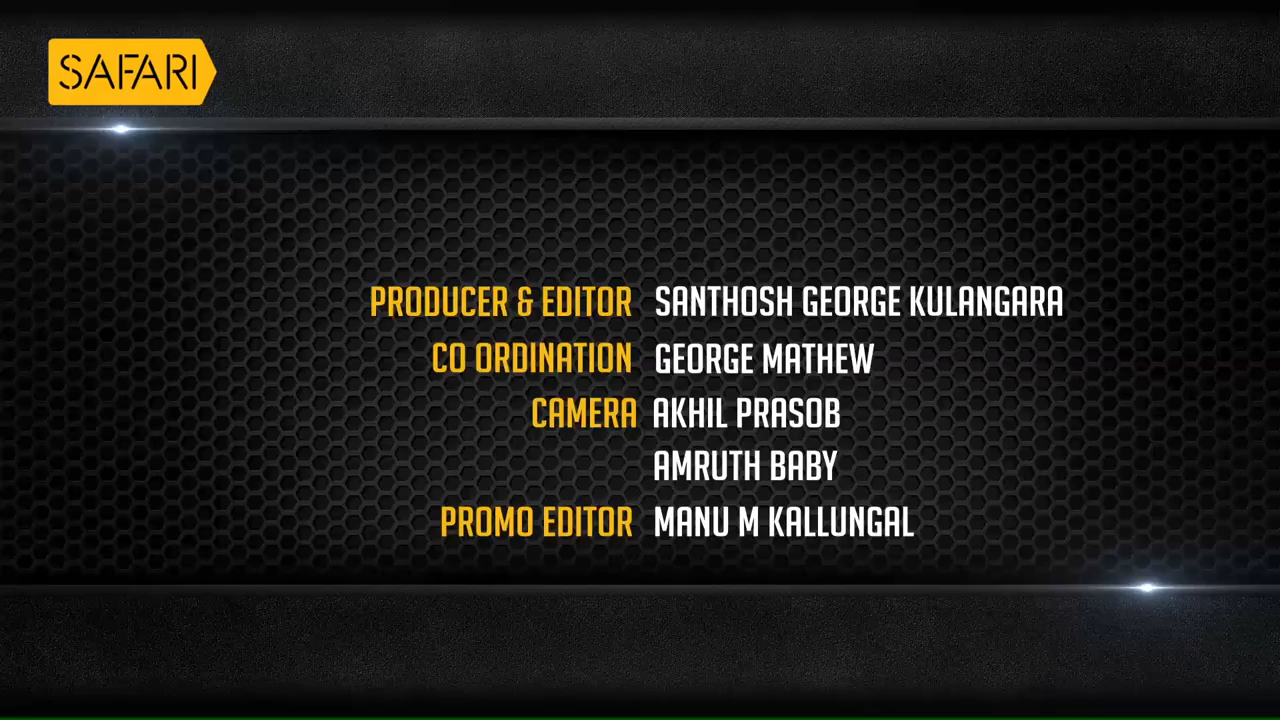 SAFARI
PRODUCER & EDITOR SANTHOSH GEORGE KULANGARA
CO ORDINATION GEORGE MATHEW
CAMERA AKHIL PRASOB
AMRUTH BABY
PROMO EDITOR MANU M KALLUNGAL